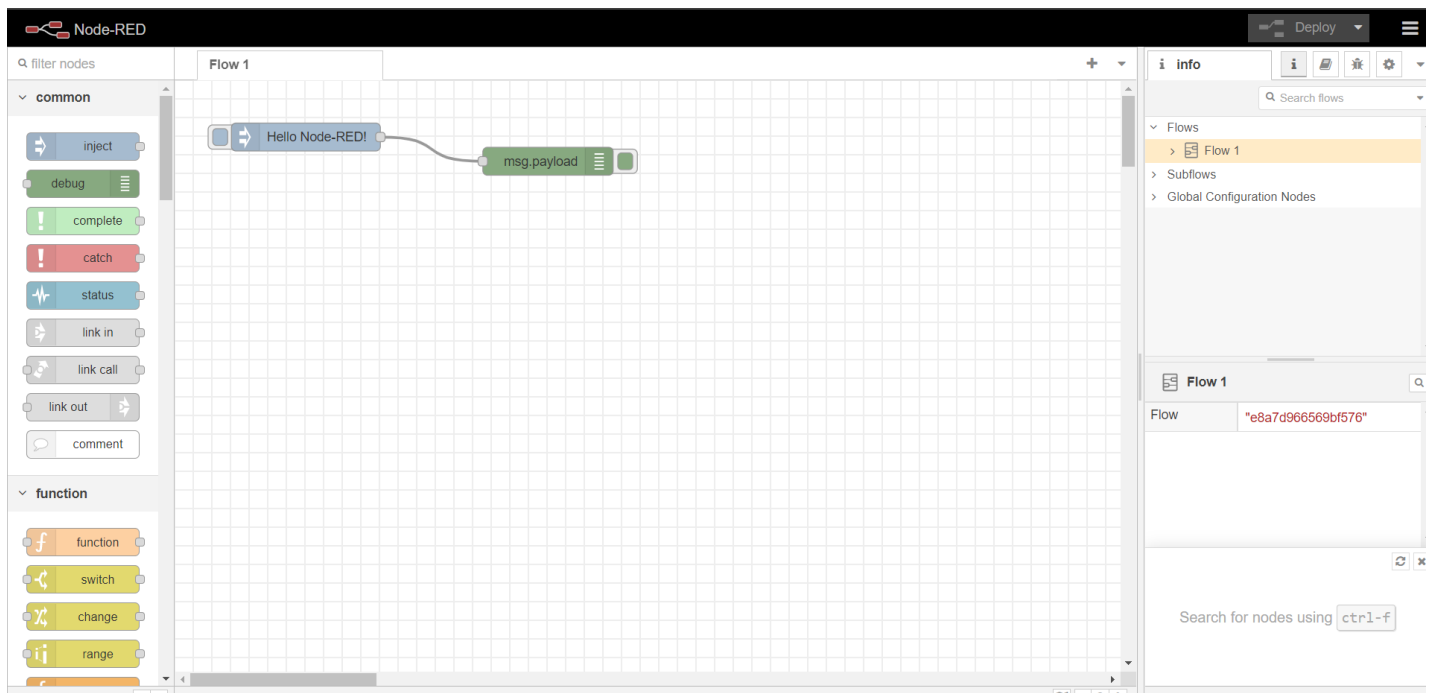 Node-RED
Deploy
filter nodes
Flow 1
i info
i
Search flows
common
inject
debug
complete
catch
status
link in
link call
link out
comment
function
function
switch
change
range
Hello Node-RED!
msg.payload
Flows
Flow 1
Subflows
Global Configuration Nodes
Flow 1
Flow "e8a7d966569bf576"
Search for nodes using ctrl-f